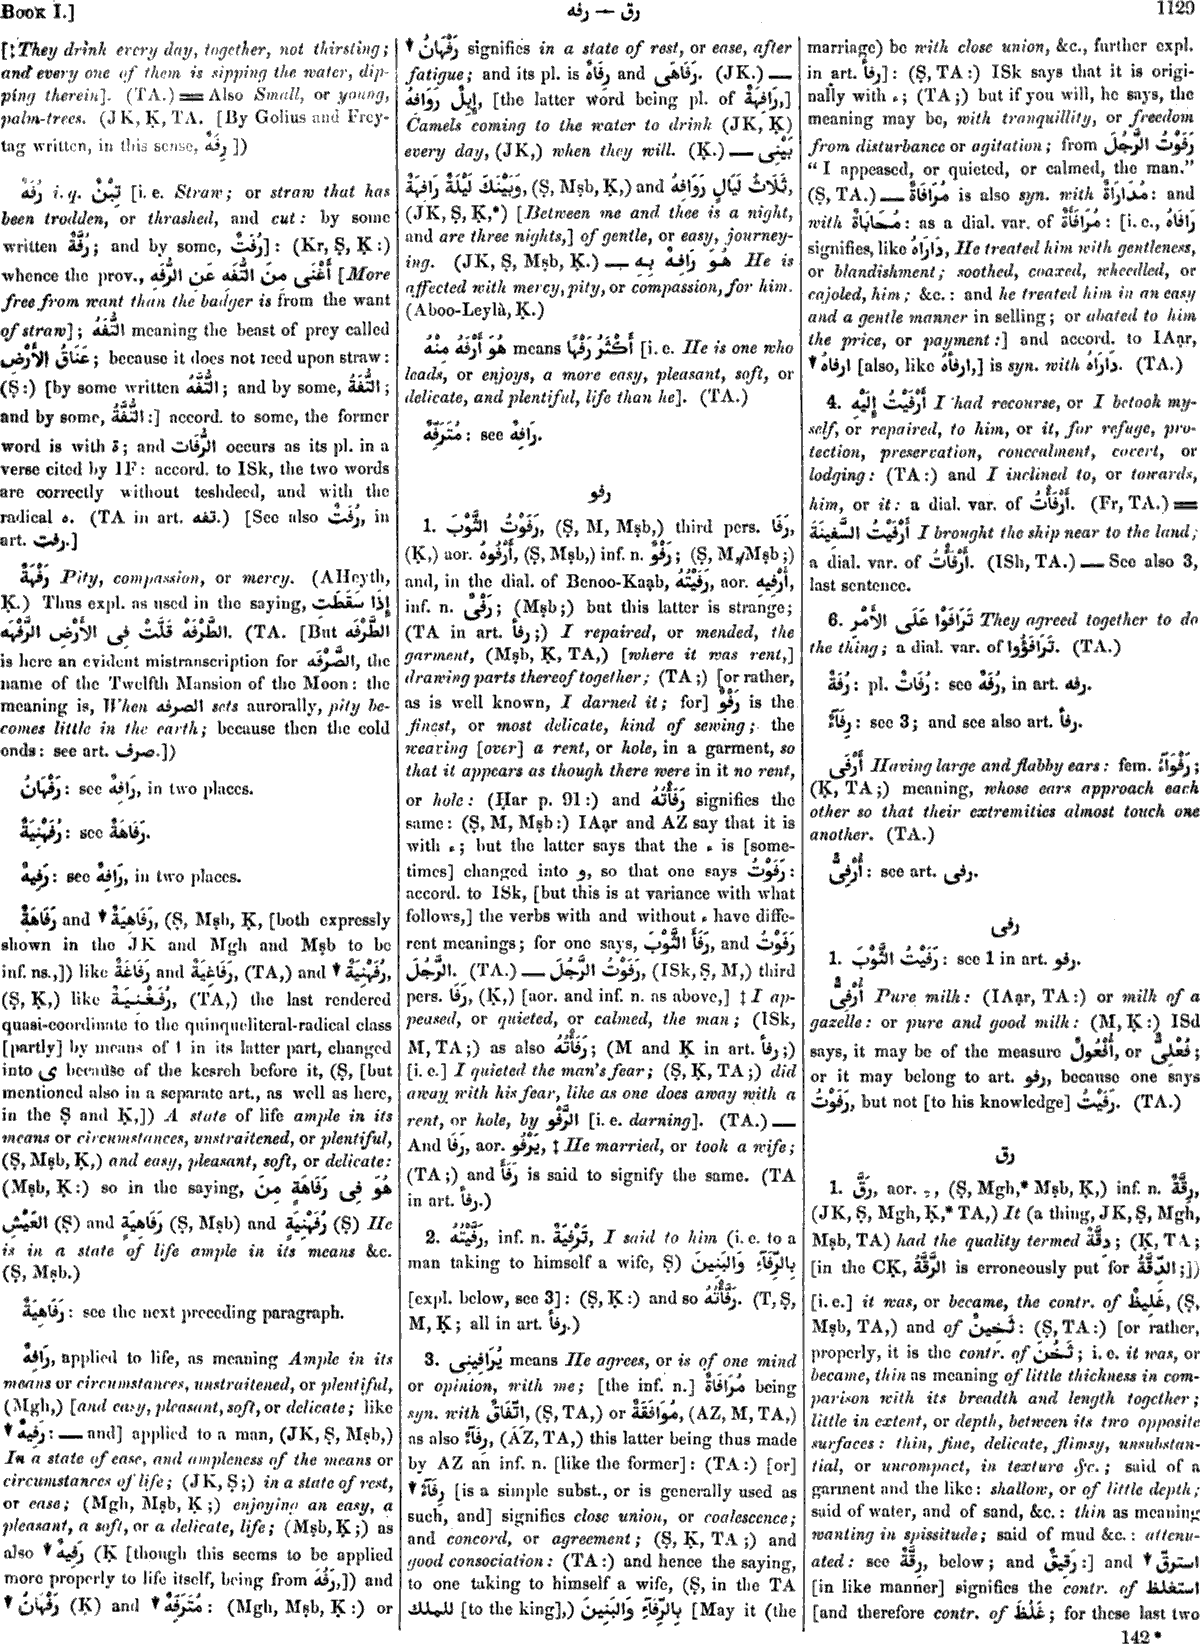 Book I.]
رق — رفه
1129
[‡They drink every day, together, not thirsting;
and every one of them is sipping the water, dip-
ping therein]. (TA.) = Also Small, or young,
palm-trees. (JK, Ḳ, TA. [By Golius and Frey-
tag written, in this sense, رِفَةٌ])
رُفَةٌ i. q. تِبْنٌ [i. e. Straw; or straw that has
been trodden, or thrashed, and cut: by some
written رُفَّةٌ; and by some, رُفَتٌ]: (Kr, Ṣ, Ḳ:)
whence the prov., أَغْنَى مِنَ التُّفَهِ عَنِ الرُّفَهِ [More
free from want than the badger is from the want
of straw]; التُّفَهُ meaning the beast of prey called
عَنَاقُ الأَرْضِ; because it does not feed upon straw:
(Ṣ:) [by some written التُّفَّهُ; and by some, التُّفَةُ;
and by some, التُّفَّةُ:] accord. to some, the former
word is with ة; and الرُّفَات occurs as its pl. in a
verse cited by IF: accord. to ISk, the two words
are correctly without teshdeed, and with the
radical ه. (TA in art. تفه.) [See also رُفَتٌ, in
art. رفت.]
رَفْهَةٌ Pity, compassion, or mercy. (AHeyth,
Ḳ.) Thus expl. as used in the saying, إِذَا سَقَطَتِ
الطَّرْفَهْ قَلَّتْ فِى الأَرْضِ الرَّفْهَه. (TA. [But الطَّرْفَه
is here an evident mistranscription for الصَّرْفَه, the
name of the Twelfth Mansion of the Moon: the
meaning is, When الصرفه sets aurorally, pity be-
comes little in the earth; because then the cold
ends: see art. صرف.])
رَفْهَانُ: see رَافِهٌ, in two places.
رُفَهْنِيَةٌ: see رَفَاهَةٌ.
رَفِيهٌ: see رَافِهٌ, in two places.
رَفَاهَةٌ and ▾ رَفَاهِيَةٌ, (Ṣ, Mṣb, Ḳ, [both expressly
shown in the JK and Mgh and Mṣb to be
inf. ns.,]) like رَفَاغَةٌ and رَفَاغِيَةٌ, (TA,) and ▾ رُفَهْنِيَةٌ,
(Ṣ, Ḳ,) like رُفَغْنِيَةٌ, (TA,) the last rendered
quasi-coordinate to the quinqueliteral-radical class
[partly] by means of ا in its latter part, changed
into ى because of the kesreh before it, (Ṣ, [but
mentioned also in a separate art., as well as here,
in the Ṣ and Ḳ,]) A state of life ample in its
means or circumstances, unstraitened, or plentiful,
(Ṣ, Mṣb, Ḳ,) and easy, pleasant, soft, or delicate:
(Mṣb, Ḳ:) so in the saying, هُوَ فِى رَفَاهَةٍ مِنَ
العَيْشِ (Ṣ) and رَفَاهِيَةٍ (Ṣ, Mṣb) and رُفَهْنِيَةٍ (Ṣ) He
is in a state of life ample in its means &c.
(Ṣ, Mṣb.)
رَفَاهِيَةٌ: see the next preceding paragraph.
رَافِهٌ, applied to life, as meaning Ample in its
means or circumstances, unstraitened, or plentiful,
(Mgh,) [and easy, pleasant, soft, or delicate; like
▾ رَفِيهٌ: — and] applied to a man, (JK, Ṣ, Mṣb,)
In a state of ease, and ampleness of the means or
circumstances of life; (JK, Ṣ;) in a state of rest,
or ease; (Mgh, Mṣb, Ḳ;) enjoying an easy, a
pleasant, a soft, or a delicate, life; (Mṣb, Ḳ;) as
also ▾ رَفِيهٌ (Ḳ [though this seems to be applied
more properly to life itself, being from رَفُهَ,]) and
▾ رَفْهَانُ (Ḳ) and ▾ مُتَرَفِّهٌ: (Mgh, Mṣb, Ḳ:) or
▾ رَفْهَانُ signifies in a state of rest, or ease, after
fatigue; and its pl. is رِفَاهٌ and رَفَاهَى. (JK.) —
إِبِلٌ رَوَافِهُ, [the latter word being pl. of رَافِهَةٌ,]
Camels coming to the water to drink (JK, Ḳ)
every day, (JK,) when they will. (Ḳ.) — بَيْنِى
وَبَيْنَكَ لَيْلَةٌ رَافِهَةٌ, (Ṣ, Mṣb, Ḳ,) and ثَلَاثُ لَيَالٍ رَوَافِهُ,
(JK, Ṣ, Ḳ,*) [Between me and thee is a night,
and are three nights,] of gentle, or easy, journey-
ing. (JK, Ṣ, Mṣb, Ḳ.) — هُوَ رَافِهٌ بِهِ He is
affected with mercy, pity, or compassion, for him.
(Aboo-Leylà, Ḳ.)
هُوَ أَرْفَهُ مِنْهُ means أَكْثَرُ رَفْهًا [i. e. He is one who
leads, or enjoys, a more easy, pleasant, soft, or
delicate, and plentiful, life than he]. (TA.)
مُتَرَفِّهٌ: see رَافِهٌ.
رفو
1. رَفَوْتُ الثَّوْبَ, (Ṣ, M, Mṣb,) third pers. رَفَا,
(Ḳ,) aor. أَرْفُوهُ, (Ṣ, Mṣb,) inf. n. رَفْوٌ; (Ṣ, M, Mṣb;)
and, in the dial. of Benoo-Kaạb, رَفَيْتُهُ, aor. أَرْفِيهِ,
inf. n. رَفْىٌ; (Mṣb;) but this latter is strange;
(TA in art. رفأ;) I repaired, or mended, the
garment, (Mṣb, Ḳ, TA,) [where it was rent,]
drawing parts thereof together; (TA;) [or rather,
as is well known, I darned it; for] رَفْوٌ is the
finest, or most delicate, kind of sewing; the
weaving [over] a rent, or hole, in a garment, so
that it appears as though there were in it no rent,
or hole: (Ḥar p. 91:) and رَفَأْتُهُ signifies the
same: (Ṣ, M, Mṣb:) IAạr and AZ say that it is
with ء; but the latter says that the ء is [some-
times] changed into و, so that one says رَفَوْتُ:
accord. to ISk, [but this is at variance with what
follows,] the verbs with and without ء have diffe-
rent meanings; for one says, رَفَأَ الثَّوْبَ, and رَفَوْتُ
الرَّجُلَ. (TA.) — رَفَوْتُ الرَّجُلَ, (ISk, Ṣ, M,) third
pers. رَفَا, (Ḳ,) [aor. and inf. n. as above,] ‡ I ap-
peased, or quieted, or calmed, the man; (ISk,
M, TA;) as also رَفَأْتُهُ; (M and Ḳ in art. رفأ;)
[i. e.] I quieted the man's fear; (Ṣ, Ḳ, TA;) did
away with his fear, like as one does away with a
rent, or hole, by الرَّفْو [i. e. darning]. (TA.) —
And رَفَا, aor. يَرْفُو, ‡ He married, or took a wife;
(TA;) and رَفَأَ is said to signify the same. (TA
in art. رفأ.)
2. رَفَّيْتُهُ, inf. n. تَرْفِيَةٌ, I said to him (i. e. to a
man taking to himself a wife, Ṣ) بِالرِّفَآءِ وَالبَنِينَ
[expl. below, see 3]: (Ṣ, Ḳ:) and so رَفَّأْتُهُ. (T, Ṣ,
M, Ḳ; all in art. رفأ.)
3. يُرَافِينِى means He agrees, or is of one mind
or opinion, with me; [the inf. n.] مُرَافَاةٌ being
syn. with اتِّفَاقٌ, (Ṣ, TA,) or مُوَافَقَةٌ, (AZ, M, TA,)
as also رِفَآءٌ, (AZ, TA,) this latter being thus made
by AZ an inf. n. [like the former]: (TA:) [or]
▾ رِفَآءٌ [is a simple subst., or is generally used as
such, and] signifies close union, or coalescence;
and concord, or agreement; (Ṣ, Ḳ, TA;) and
good consociation: (TA:) and hence the saying,
to one taking to himself a wife, (Ṣ, in the TA
للملك [to the king],) بِالرِّفَآءِ وَالبَنِينَ [May it (the
marriage) be with close union, &c., further expl.
in art. رفأ]: (Ṣ, TA:) ISk says that it is origi-
nally with ء; (TA;) but if you will, he says, the
meaning may be, with tranquillity, or freedom
from disturbance or agitation; from رَفَوْتُ الرَّجُلَ
"I appeased, or quieted, or calmed, the man."
(Ṣ, TA.) — مُرَافَاةٌ is also syn. with مُدَارَاةٌ: and
with مُحَابَاةٌ: as a dial. var. of مُرَافَأَةٌ: [i. e., رَافَاهُ
signifies, like دَارَاهُ, He treated him with gentleness,
or blandishment; soothed, coaxed, wheedled, or
cajoled, him; &c.: and he treated him in an easy
and a gentle manner in selling; or abated to him
the price, or payment:] and accord. to IAạr,
▾ ارفاهُ [also, like ارفأهُ,] is syn. with دَارَاهُ. (TA.)
4. أَرْفَيْتُ إِلَيْهِ I had recourse, or I betook my-
self, or repaired, to him, or it, for refuge, pro-
tection, preservation, concealment, covert, or
lodging: (TA:) and I inclined to, or towards,
him, or it: a dial. var. of أَرْفَأْتُ. (Fr, TA.) =
أَرْفَيْتُ السَّفِينَةَ I brought the ship near to the land;
a dial. var. of أَرْفَأْتُ. (ISh, TA.) — See also 3,
last sentence.
6. تَرَافَوْا عَلَى الأَمْرِ They agreed together to do
the thing; a dial. var. of تَرَافَؤُوا. (TA.)
رُفَةٌ: pl. رُفَاتٌ: see رُفَهٌ, in art. رفه.
رِفَآءٌ: see 3; and see also art. رفأ.
أَرْفَى Having large and flabby ears: fem. رَفْوَآءُ;
(Ḳ, TA;) meaning, whose ears approach each
other so that their extremities almost touch one
another. (TA.)
أُرْفِىٌّ: see art. رفى.
رفى
1. رَفَيْتُ الثَّوْبَ: see 1 in art. رفو.
أُرْفِىٌّ Pure milk: (IAạr, TA:) or milk of a
gazelle: or pure and good milk: (M, Ḳ:) ISd
says, it may be of the measure أُفْعُولٌ, or فُعْلِىٌّ;
or it may belong to art. رفو, because one says
رَفَوْتُ, but not [to his knowledge] رَفَيْتُ. (TA.)
رق
1. رَقَّ, aor. ـِ, (Ṣ, Mgh,* Mṣb, Ḳ,) inf. n. رِقَّةٌ,
(JK, Ṣ, Mgh, Ḳ,* TA,) It (a thing, JK, Ṣ, Mgh,
Mṣb, TA) had the quality termed دِقَّةٌ; (Ḳ, TA;
[in the CḲ, الرِّقَّةُ is erroneously put for الدِّقَّةُ;])
[i. e.] it was, or became, the contr. of غَلِيظٌ, (Ṣ,
Mṣb, TA,) and of ثَخِينٌ: (Ṣ, TA:) [or rather,
properly, it is the contr. of ثَخُنَ; i. e. it was, or
became, thin as meaning of little thickness in com-
parison with its breadth and length together;
little in extent, or depth, between its two opposite
surfaces: thin, fine, delicate, flimsy, unsubstan-
tial, or uncompact, in texture &c.; said of a
garment and the like: shallow, or of little depth;
said of water, and of sand, &c.: thin as meaning
wanting in spissitude; said of mud &c.: attenu-
ated: see رِقَّةٌ, below; and رَقِيقٌ:] and ▾ استرقّ
[in like manner] signifies the contr. of استغلظ
[and therefore contr. of غَلُظَ; for these last two
142 *